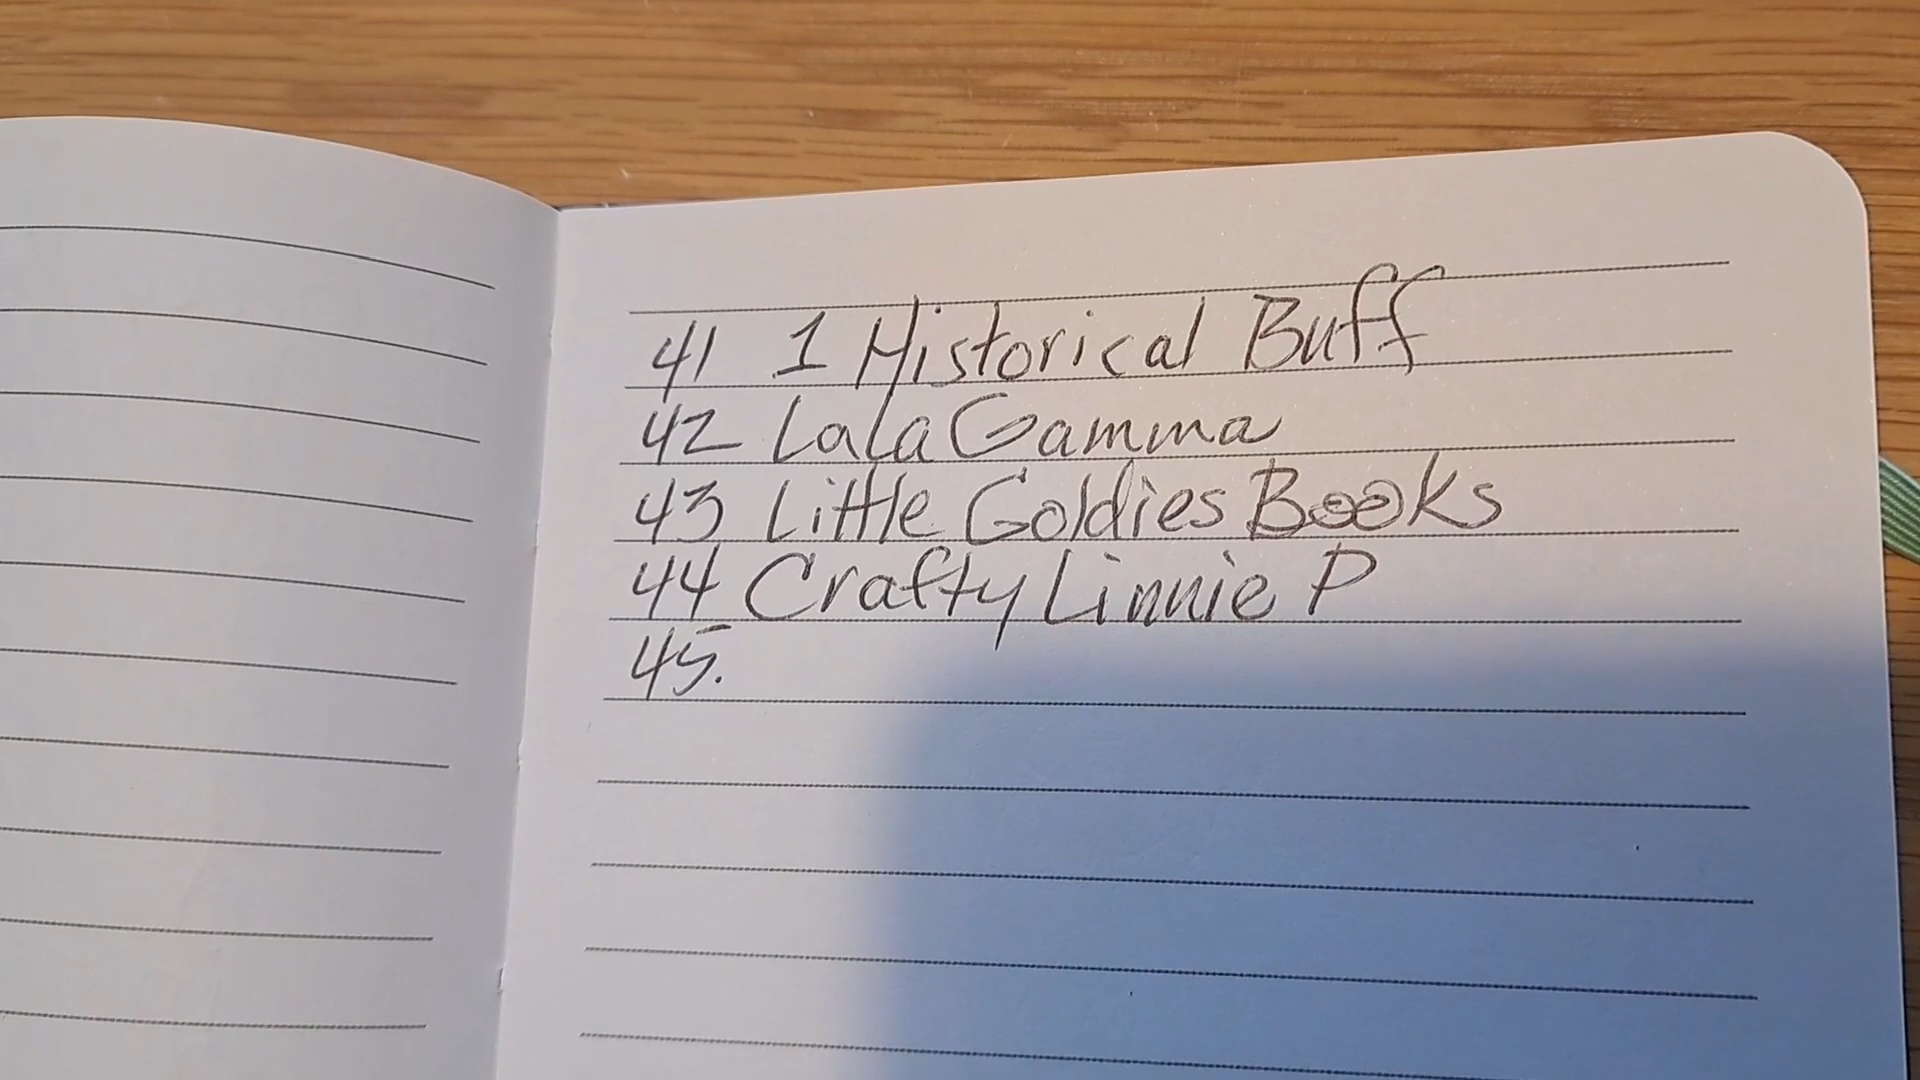 41 1 Historical Buff
42 LalaGamma
43 Little Goldies Books
44 Crafty Linnie P
45.